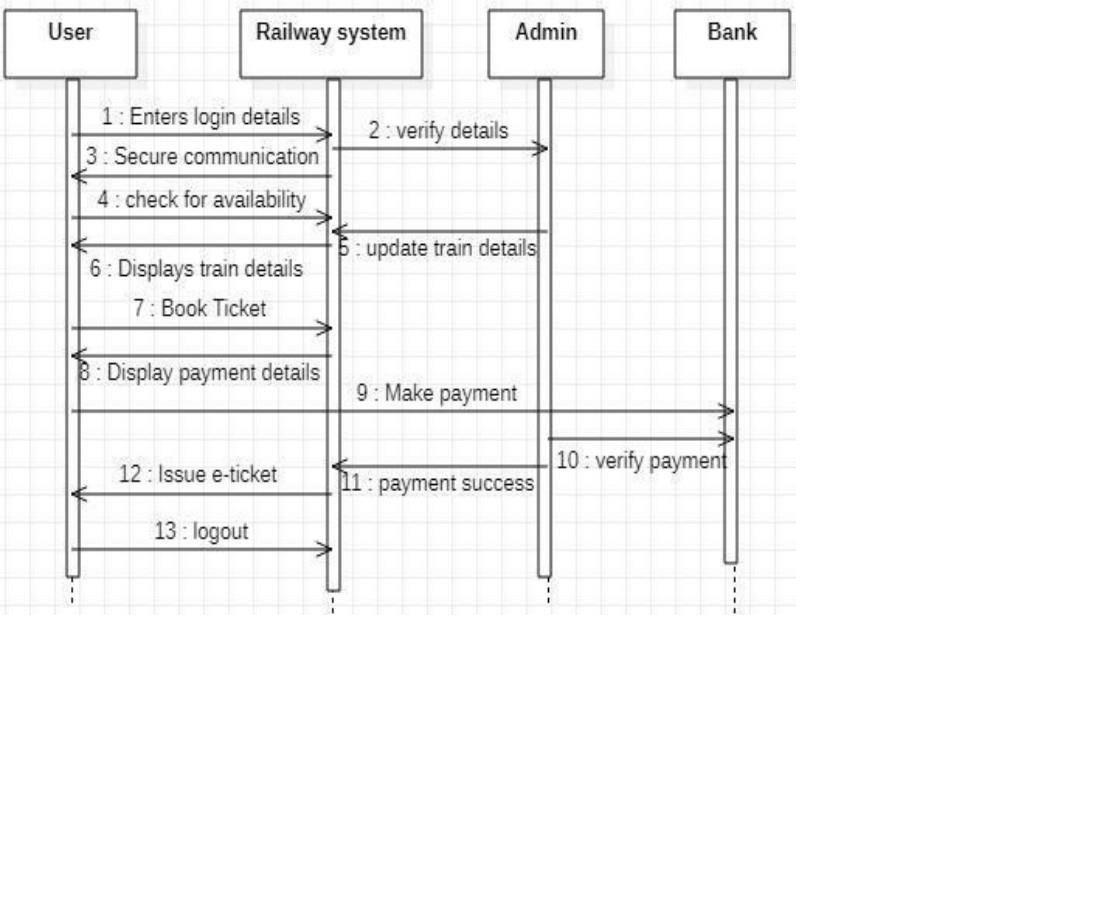 User
Railway system
Admin
Bank
1 : Enters login details
2 : verify details
3 : Secure communication
4 : check for availability
5 : update train details
6 : Displays train details
7 : Book Ticket
8 : Display payment details
9 : Make payment
10 : verify payment
11 : payment success
12 : Issue e-ticket
13 : logout